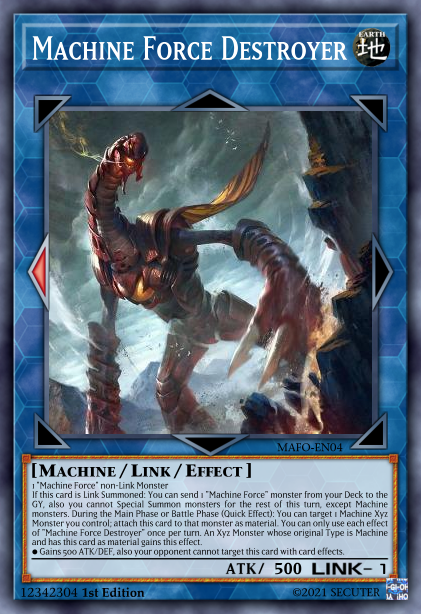 MACHINE FORCE DESTROYER
EARTH
地
MAFO-EN04
[MACHINE / LINK / EFFECT]
1 "Machine Force" non-Link Monster
If this card is Link Summoned: You can send 1 "Machine Force" monster from your Deck to the
GY, also you cannot Special Summon monsters for the rest of this turn, except Machine
monsters. During the Main Phase or Battle Phase (Quick Effect): You can target 1 Machine Xyz
Monster you control; attach this card to that monster as material. You can only use each effect
of "Machine Force Destroyer" once per turn. An Xyz Monster whose original Type is Machine
and has this card as material gains this effect.
● Gains 500 ATK/DEF, also your opponent cannot target this card with card effects.
ATK/ 500 LINK- 1
12342304 1st Edition
©2021 SECUTER